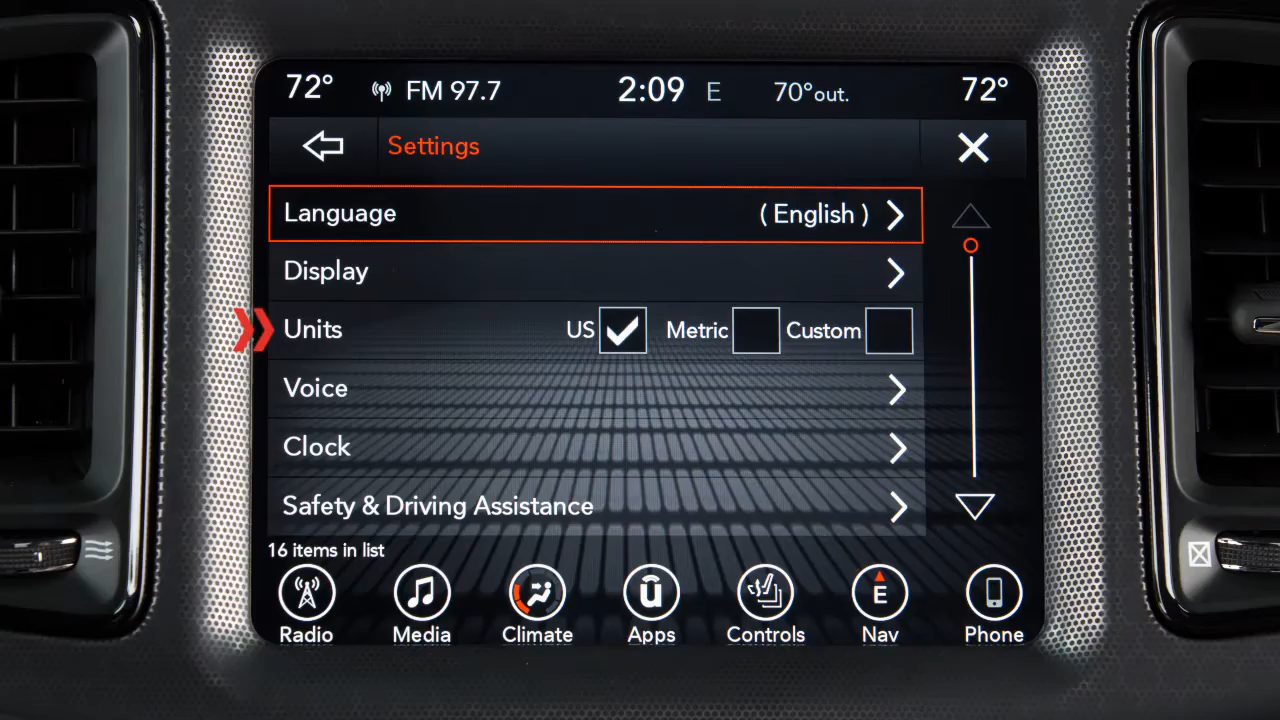 72° FM 97.7 2:09 E 70°out. 72°
Settings
Language ( English )
Display
Units US Metric Custom
Voice
Clock
Safety & Driving Assistance
16 items in list
E
Radio Media Climate Apps Controls Nav Phone